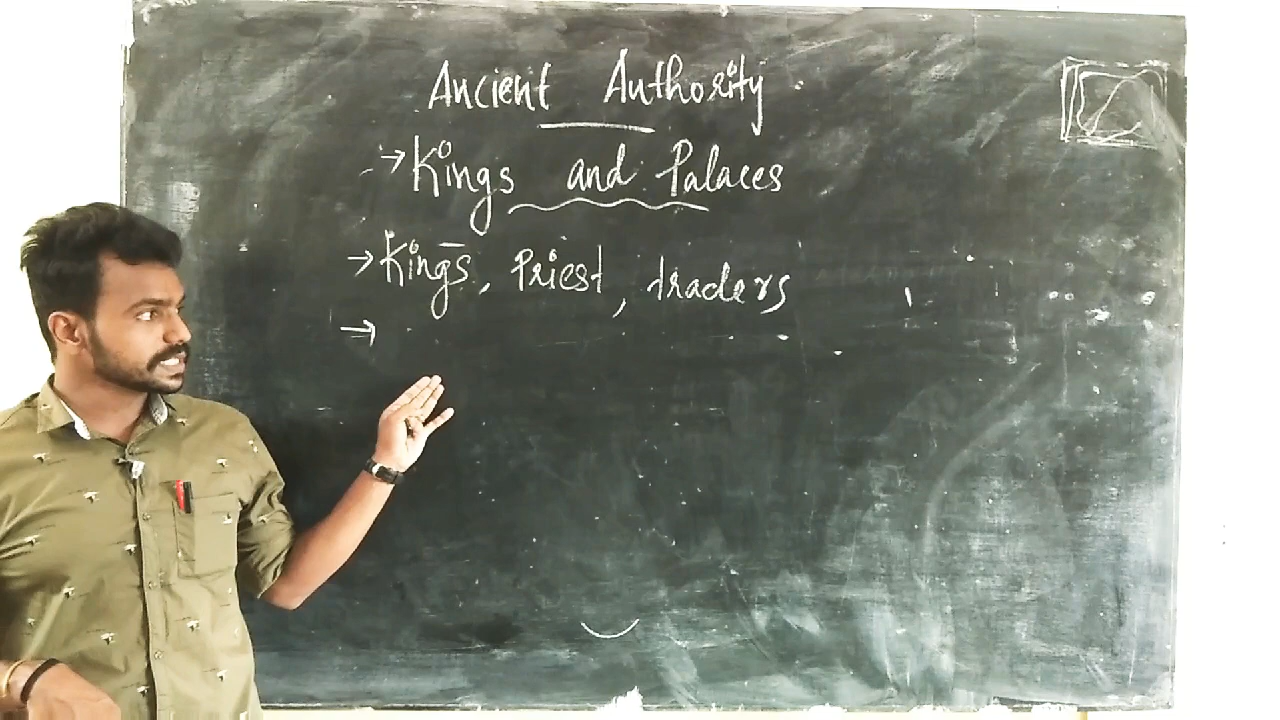 Ancient Authority
→ Kings and Palaces
→ Kings, Priest, traders
→